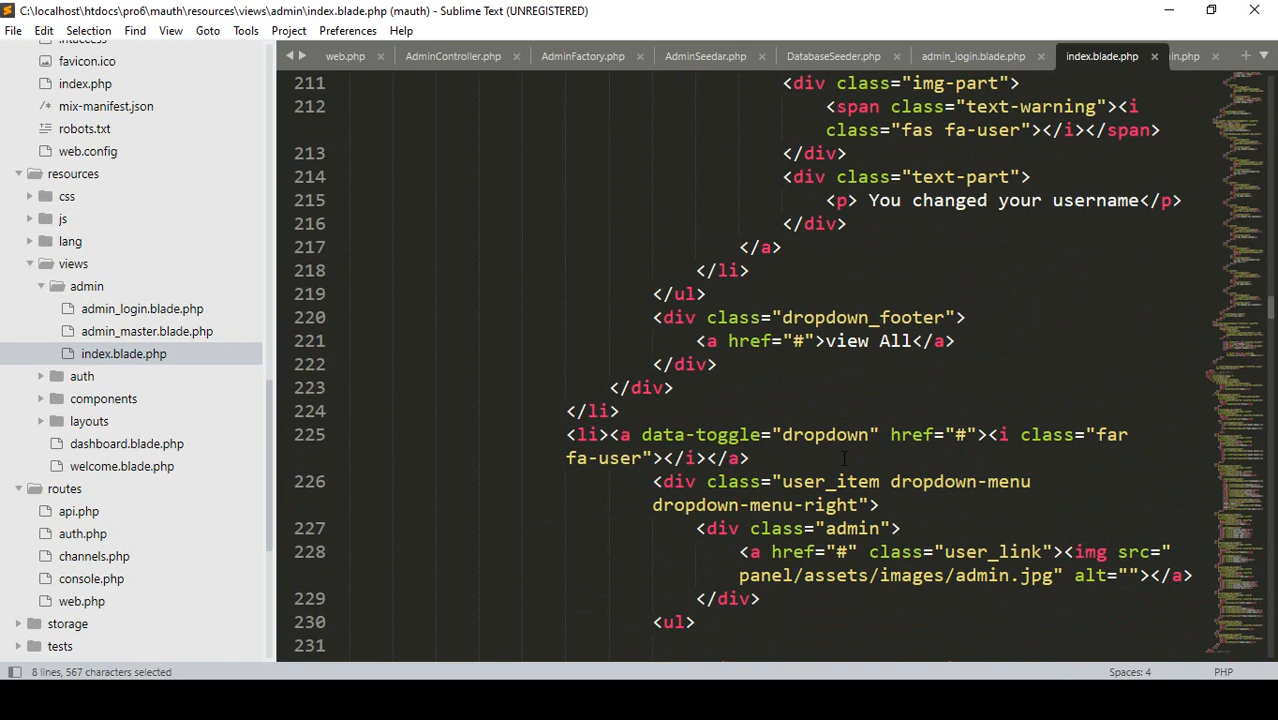 C:\localhost\htdocs\pro6\mauth\resources\views\admin\index.blade.php (mauth) - Sublime Text (UNREGISTERED)
File Edit Selection Find View Goto Tools Project Preferences Help
web.php AdminController.php AdminFactory.php AdminSeedar.php DatabaseSeeder.php admin_login.blade.php index.blade.php in.php
.htaccess
favicon.ico
index.php
mix-manifest.json
robots.txt
web.config
resources
css
js
lang
views
admin
admin_login.blade.php
admin_master.blade.php
index.blade.php
auth
components
layouts
dashboard.blade.php
welcome.blade.php
routes
api.php
auth.php
channels.php
console.php
web.php
storage
tests
211 <div class="img-part">
212 <span class="text-warning"><i
class="fas fa-user"></i></span>
213 </div>
214 <div class="text-part">
215 <p> You changed your username</p>
216 </div>
217 </a>
218 </li>
219 </ul>
220 <div class="dropdown_footer">
221 <a href="#">view All</a>
222 </div>
223 </div>
224 </li>
225 <li><a data-toggle="dropdown" href="#"><i class="far
fa-user"></i></a>
226 <div class="user_item dropdown-menu
dropdown-menu-right">
227 <div class="admin">
228 <a href="#" class="user_link"><img src="
panel/assets/images/admin.jpg" alt=""></a>
229 </div>
230 <ul>
231
8 lines, 567 characters selected Spaces: 4 PHP